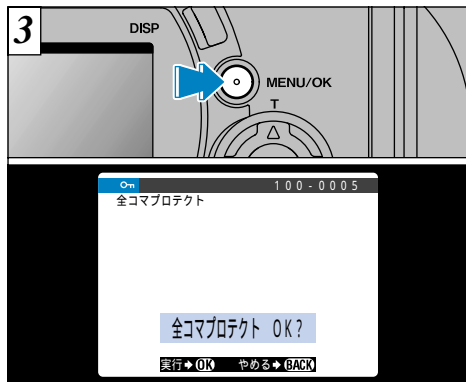 3
DISP
MENU/OK
T
100-0005
全コマプロテクト
全コマプロテクト OK?
実行➔OK やめる➔BACK